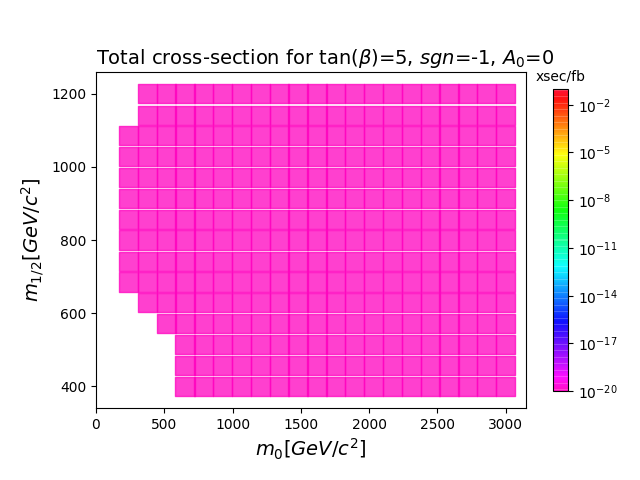 Total cross-section for tan(β)=5, sgn=-1, A₀=0
xsec/fb
1200
1000
800
600
400
m₁/₂[GeV/c²]
0 500 1000 1500 2000 2500 3000
m₀[GeV/c²]
10⁻²
10⁻⁵
10⁻⁸
10⁻¹¹
10⁻¹⁴
10⁻¹⁷
10⁻²⁰